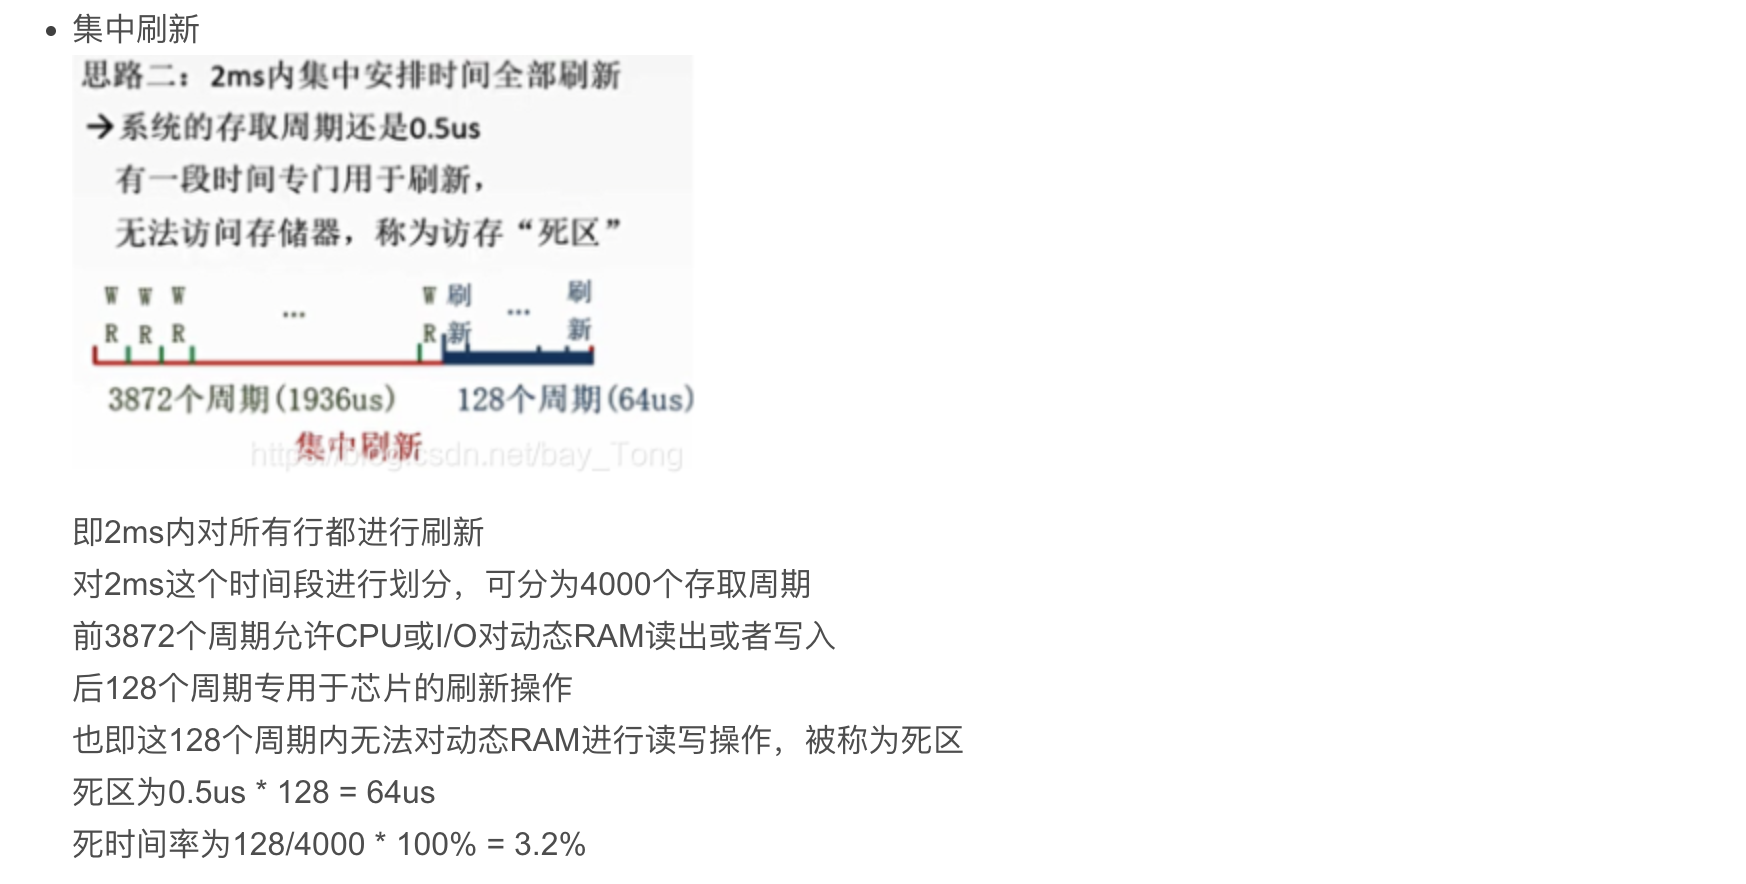 集中刷新
思路二：2ms内集中安排时间全部刷新
→系统的存取周期还是0.5us
有一段时间专门用于刷新，
无法访问存储器，称为访存“死区”
W W W ... W 刷 ... 刷
R R R R 新 新
3872个周期(1936us) 128个周期(64us)
集中刷新
https://blog.csdn.net/bay_Tong
即2ms内对所有行都进行刷新
对2ms这个时间段进行划分，可分为4000个存取周期
前3872个周期允许CPU或I/O对动态RAM读出或者写入
后128个周期专用于芯片的刷新操作
也即这128个周期内无法对动态RAM进行读写操作，被称为死区
死区为0.5us * 128 = 64us
死时间率为128/4000 * 100% = 3.2%